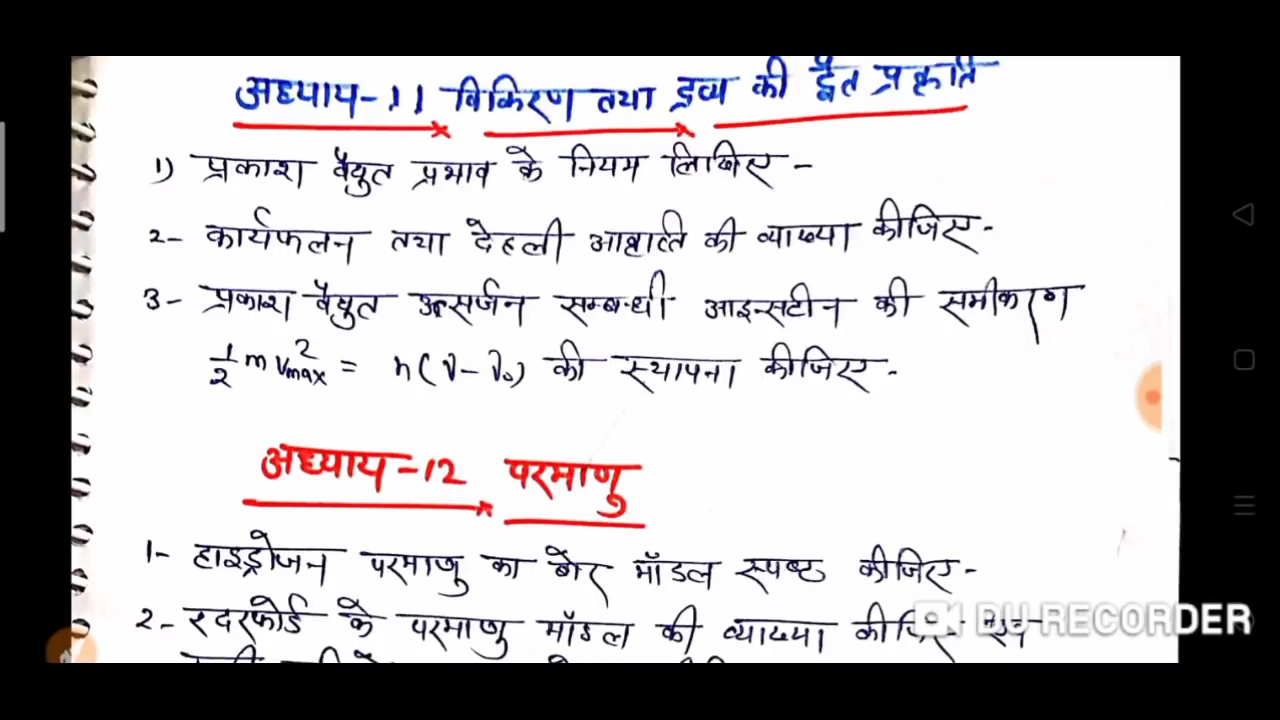 अध्याय-11 विकिरण तथा द्रव्य की द्वैत प्रकृति
1) प्रकाश वैद्युत प्रभाव के नियम लिखिए -
2- कार्यफलन तथा देहली आवृत्ति की व्याख्या कीजिए-
3- प्रकाश वैद्युत उत्सर्जन सम्बन्धी आइन्सटीन की समीकरण
½ m v²max = h(ν-ν₀) की स्थापना कीजिए-
अध्याय-12 परमाणु
1- हाइड्रोजन परमाणु का बोर मॉडल स्पष्ट कीजिए-
2- रदरफोर्ड के परमाणु मॉडल की व्याख्या एवं
DU RECORDER